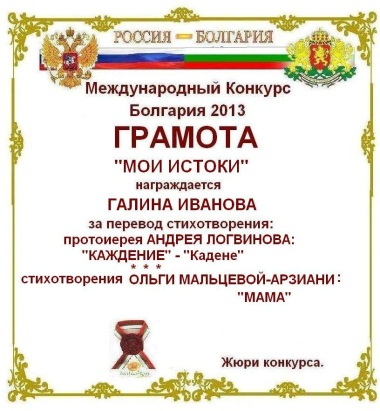 РОССИЯ – БОЛГАРИЯ
Международный Конкурс
Болгария 2013
ГРАМОТА
"МОИ ИСТОКИ"
награждается
ГАЛИНА ИВАНОВА
за перевод стихотворения:
протоиерея АНДРЕЯ ЛОГВИНОВА:
"КАЖДЕНИЕ" - "Кадене"
* * *
стихотворения ОЛЬГИ МАЛЬЦЕВОЙ-АРЗИАНИ:
"МАМА"
Жюри конкурса.